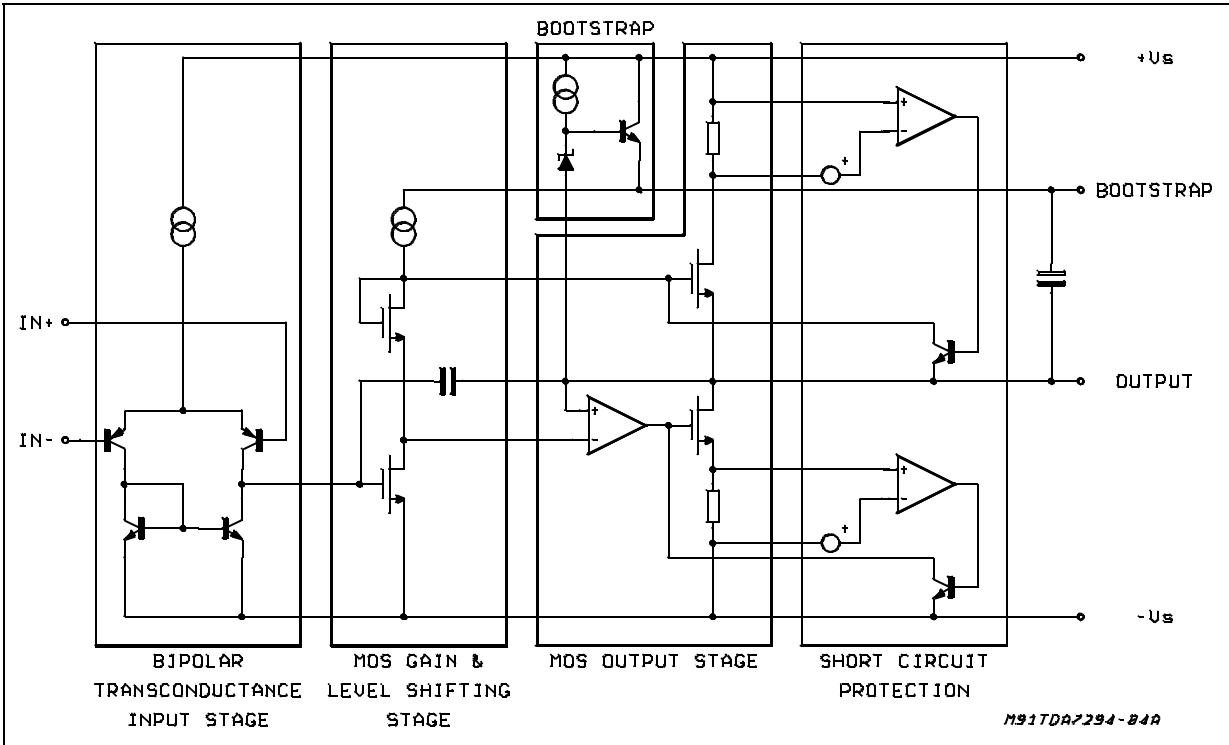 BOOTSTRAP
+Vs
+
-
+
BOOTSTRAP
IN+
OUTPUT
IN-
+
-
+
-
+
-Vs
BIPOLAR
TRANSCONDUCTANCE
INPUT STAGE
MOS GAIN &
LEVEL SHIFTING
STAGE
MOS OUTPUT STAGE
SHORT CIRCUIT
PROTECTION
M91TDA7294-04A